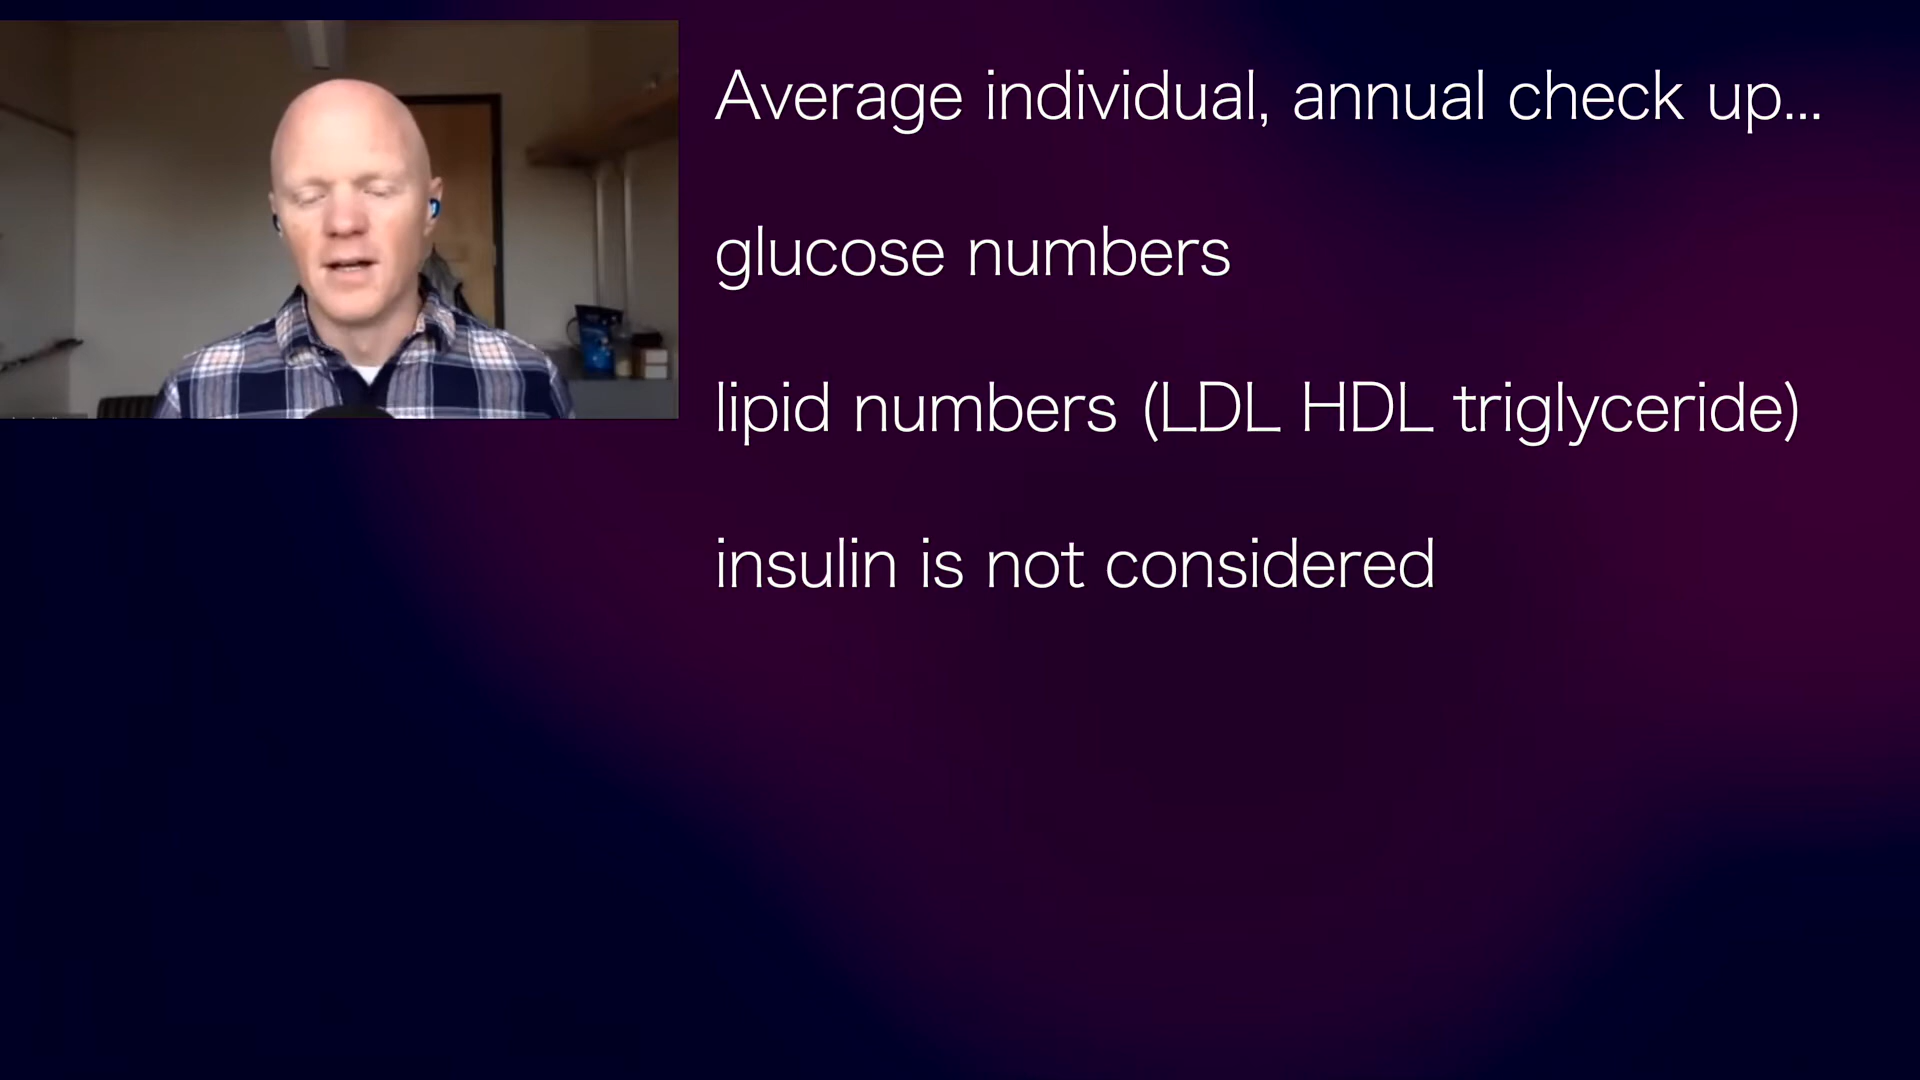 Average individual, annual check up...
glucose numbers
lipid numbers (LDL HDL triglyceride)
insulin is not considered